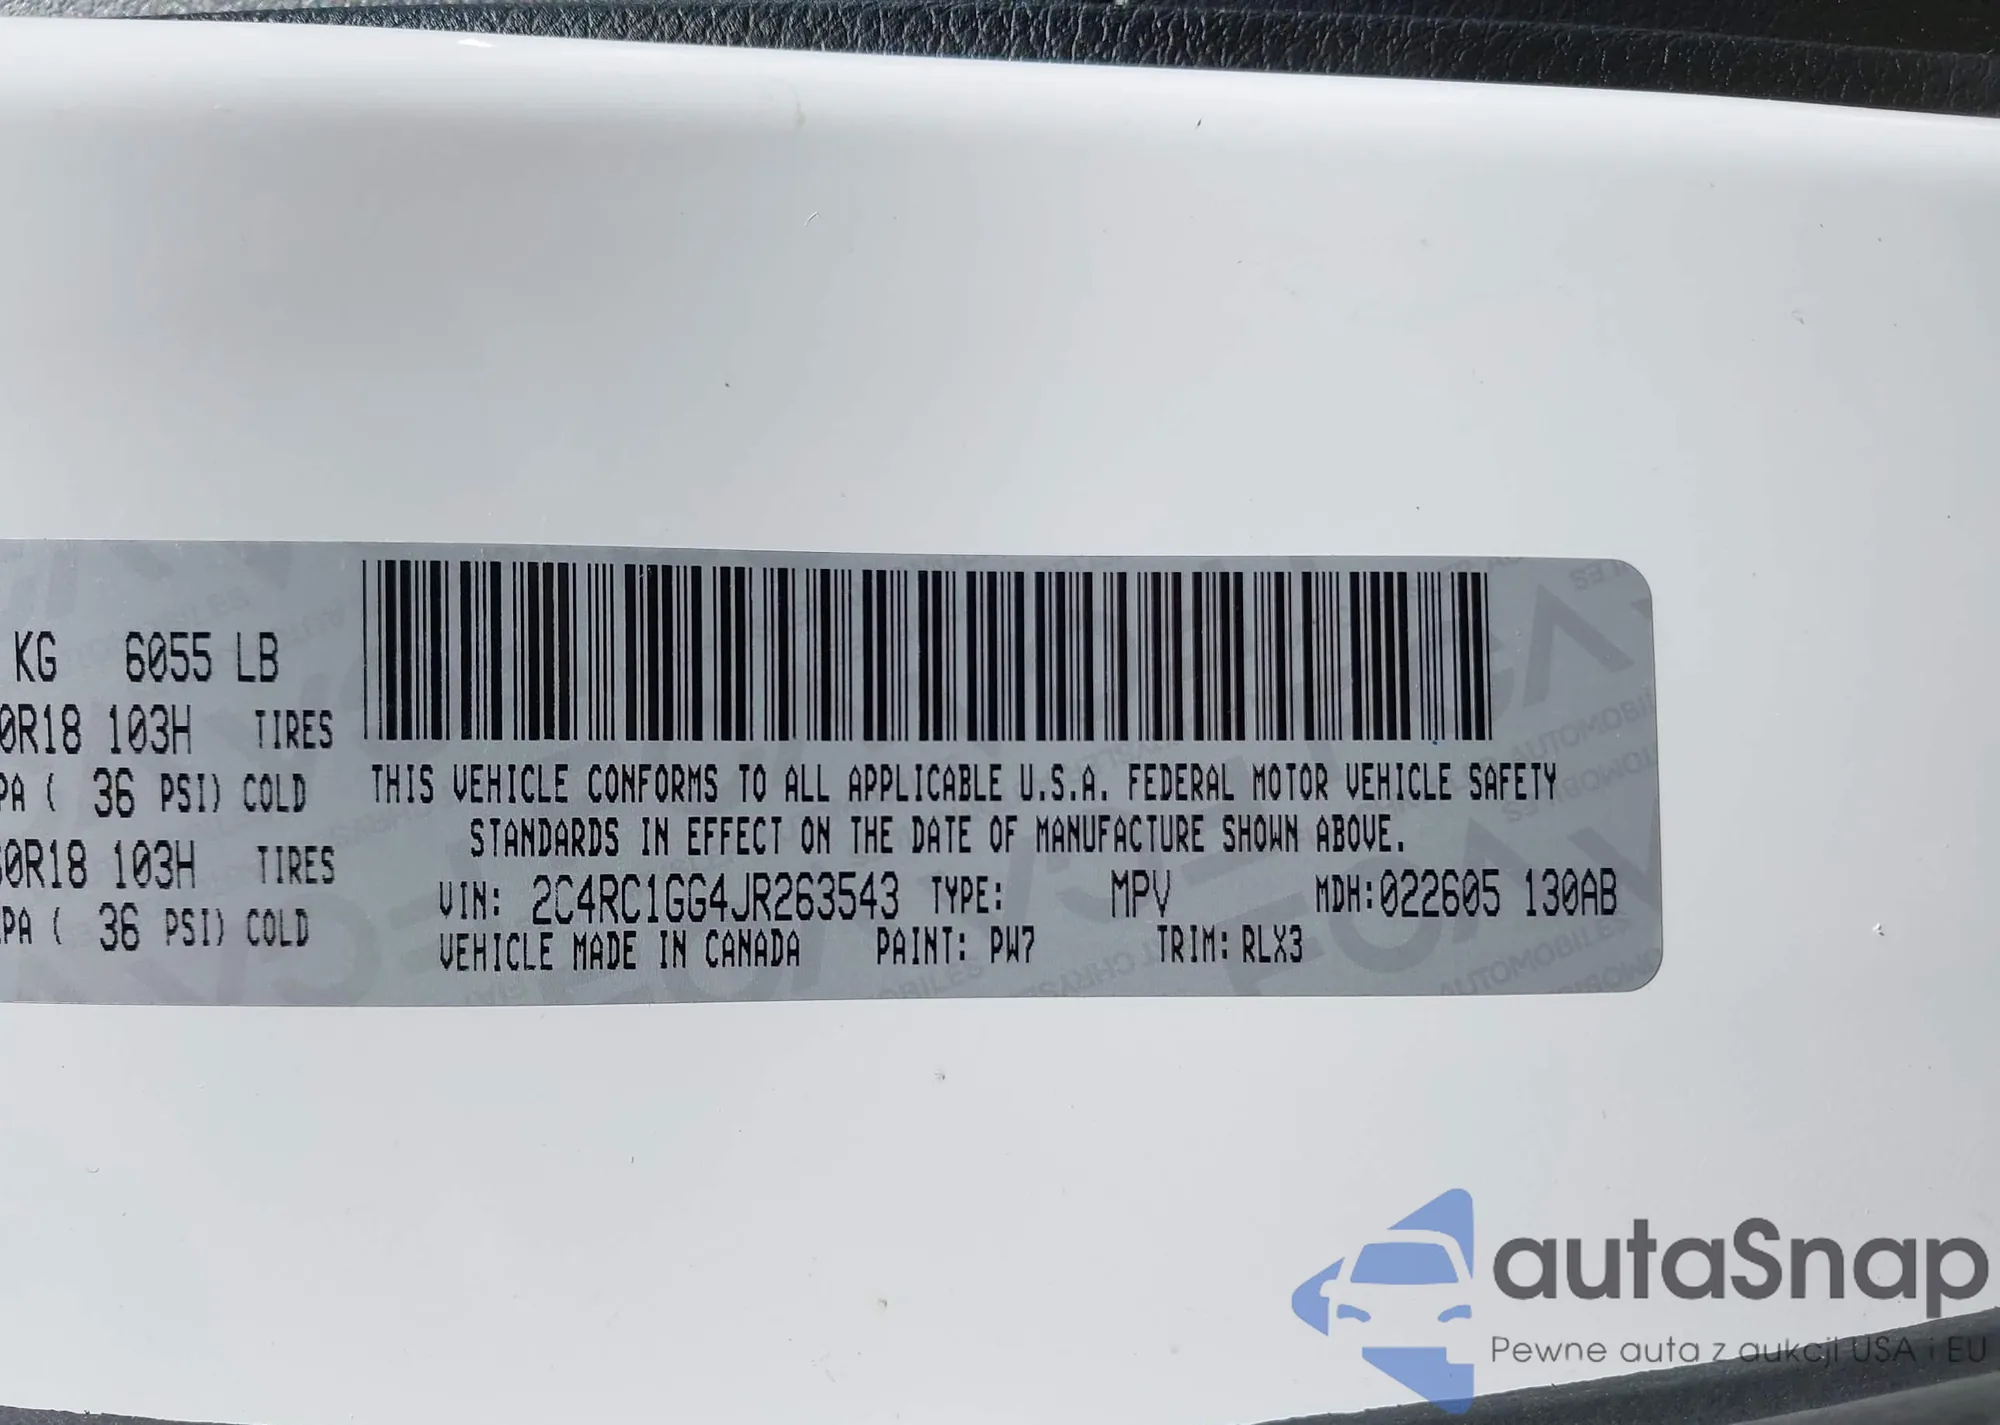 KG 6055 LB
0R18 103H TIRES
PA ( 36 PSI) COLD
60R18 103H TIRES
PA ( 36 PSI) COLD
THIS VEHICLE CONFORMS TO ALL APPLICABLE U.S.A. FEDERAL MOTOR VEHICLE SAFETY
STANDARDS IN EFFECT ON THE DATE OF MANUFACTURE SHOWN ABOVE.
VIN: 2C4RC1GG4JR263543 TYPE: MPV MDH:022605 130AB
VEHICLE MADE IN CANADA PAINT: PW7 TRIM: RLX3
autaSnap
Pewne auta z aukcji USA i EU